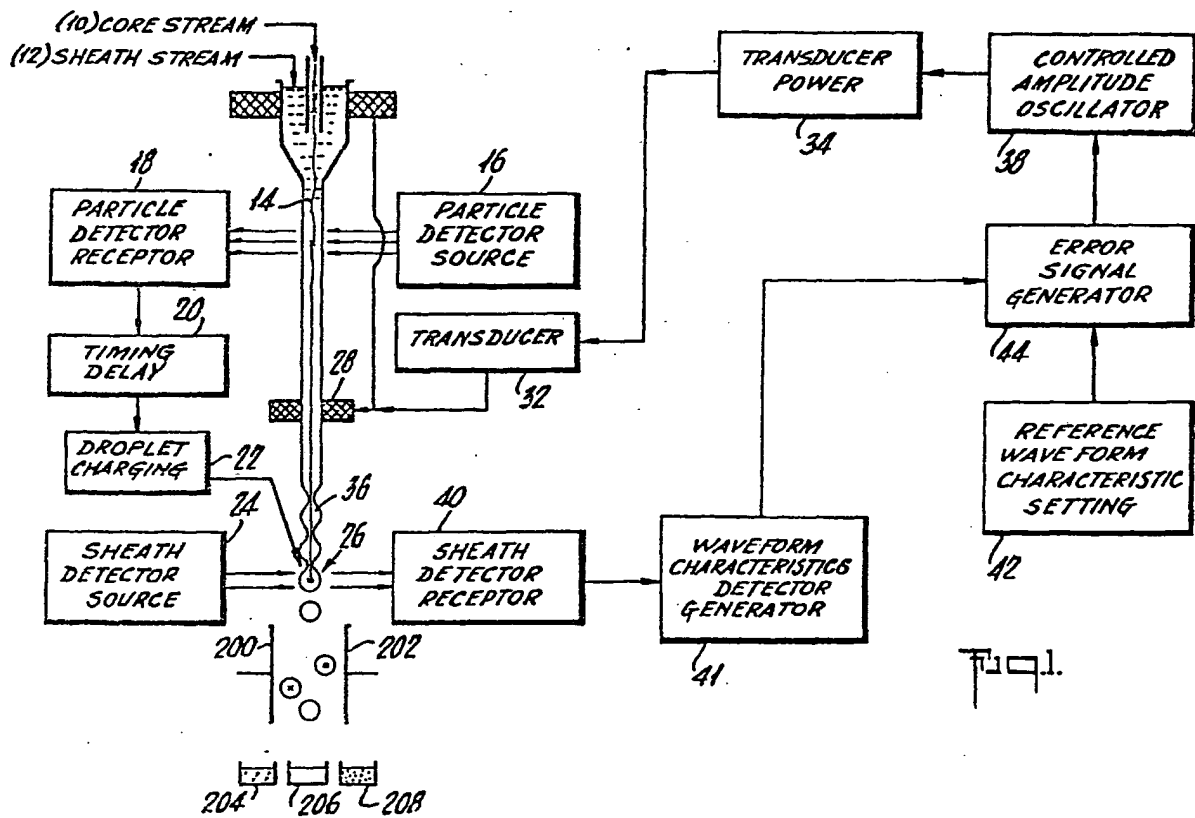 (10) CORE STREAM
(12) SHEATH STREAM
TRANSDUCER
POWER
34
CONTROLLED
AMPLITUDE
OSCILLATOR
38
18
PARTICLE
DETECTOR
RECEPTOR
14
16
PARTICLE
DETECTOR
SOURCE
ERROR
SIGNAL
GENERATOR
44
20
TIMING
DELAY
TRANSDUCER
32
28
DROPLET
CHARGING
22
REFERENCE
WAVE FORM
CHARACTERISTIC
SETTING
42
24
SHEATH
DETECTOR
SOURCE
36
26
40
SHEATH
DETECTOR
RECEPTOR
WAVEFORM
CHARACTERISTICS
DETECTOR
GENERATOR
41
200
202
204
206
208
Fig. 1.